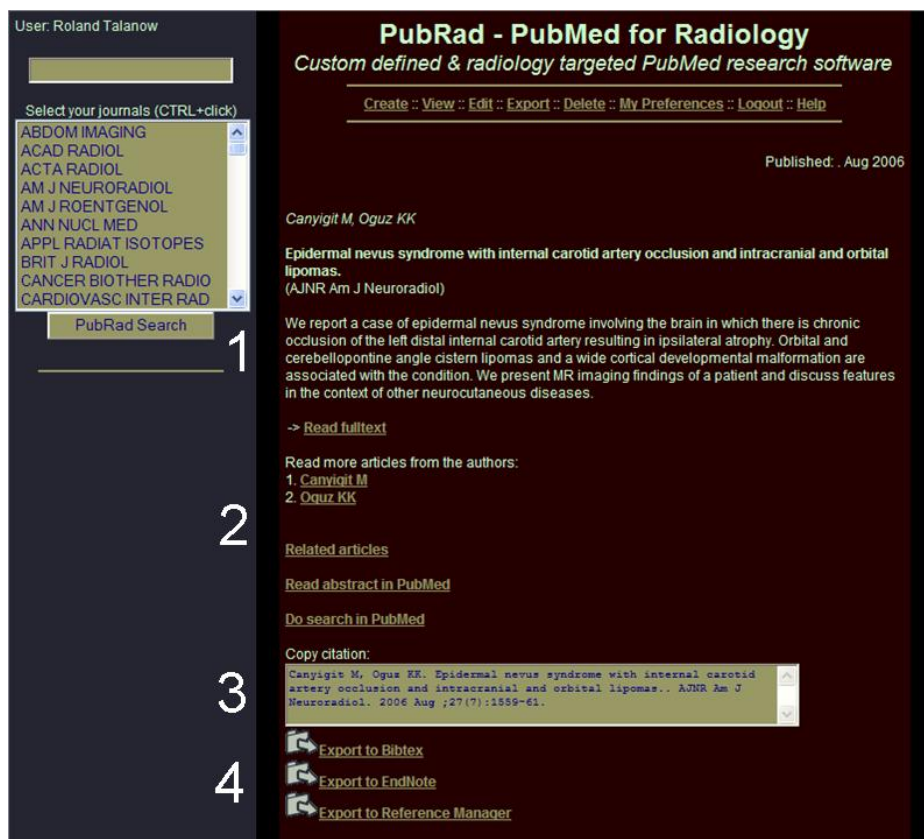 User: Roland Talanow
Select your journals (CTRL+click)
ABDOM IMAGING
ACAD RADIOL
ACTA RADIOL
AM J NEURORADIOL
AM J ROENTGENOL
ANN NUCL MED
APPL RADIAT ISOTOPES
BRIT J RADIOL
CANCER BIOTHER RADIO
CARDIOVASC INTER RAD
PubRad Search
1
2
3
4
PubRad - PubMed for Radiology
Custom defined & radiology targeted PubMed research software
Create :: View :: Edit :: Export :: Delete :: My Preferences :: Logout :: Help
Published: . Aug 2006
Canyigit M, Oguz KK
Epidermal nevus syndrome with internal carotid artery occlusion and intracranial and orbital
lipomas.
(AJNR Am J Neuroradiol)
We report a case of epidermal nevus syndrome involving the brain in which there is chronic
occlusion of the left distal internal carotid artery resulting in ipsilateral atrophy. Orbital and
cerebellopontine angle cistern lipomas and a wide cortical developmental malformation are
associated with the condition. We present MR imaging findings of a patient and discuss features
in the context of other neurocutaneous diseases.
-> Read fulltext
Read more articles from the authors:
1. Canyigit M
2. Oguz KK
Related articles
Read abstract in PubMed
Do search in PubMed
Copy citation:
Canyigit M, Oguz KK. Epidermal nevus syndrome with internal carotid
artery occlusion and intracranial and orbital lipomas.. AJNR Am J
Neuroradiol. 2006 Aug ;27(7):1559-61.
Export to Bibtex
Export to EndNote
Export to Reference Manager